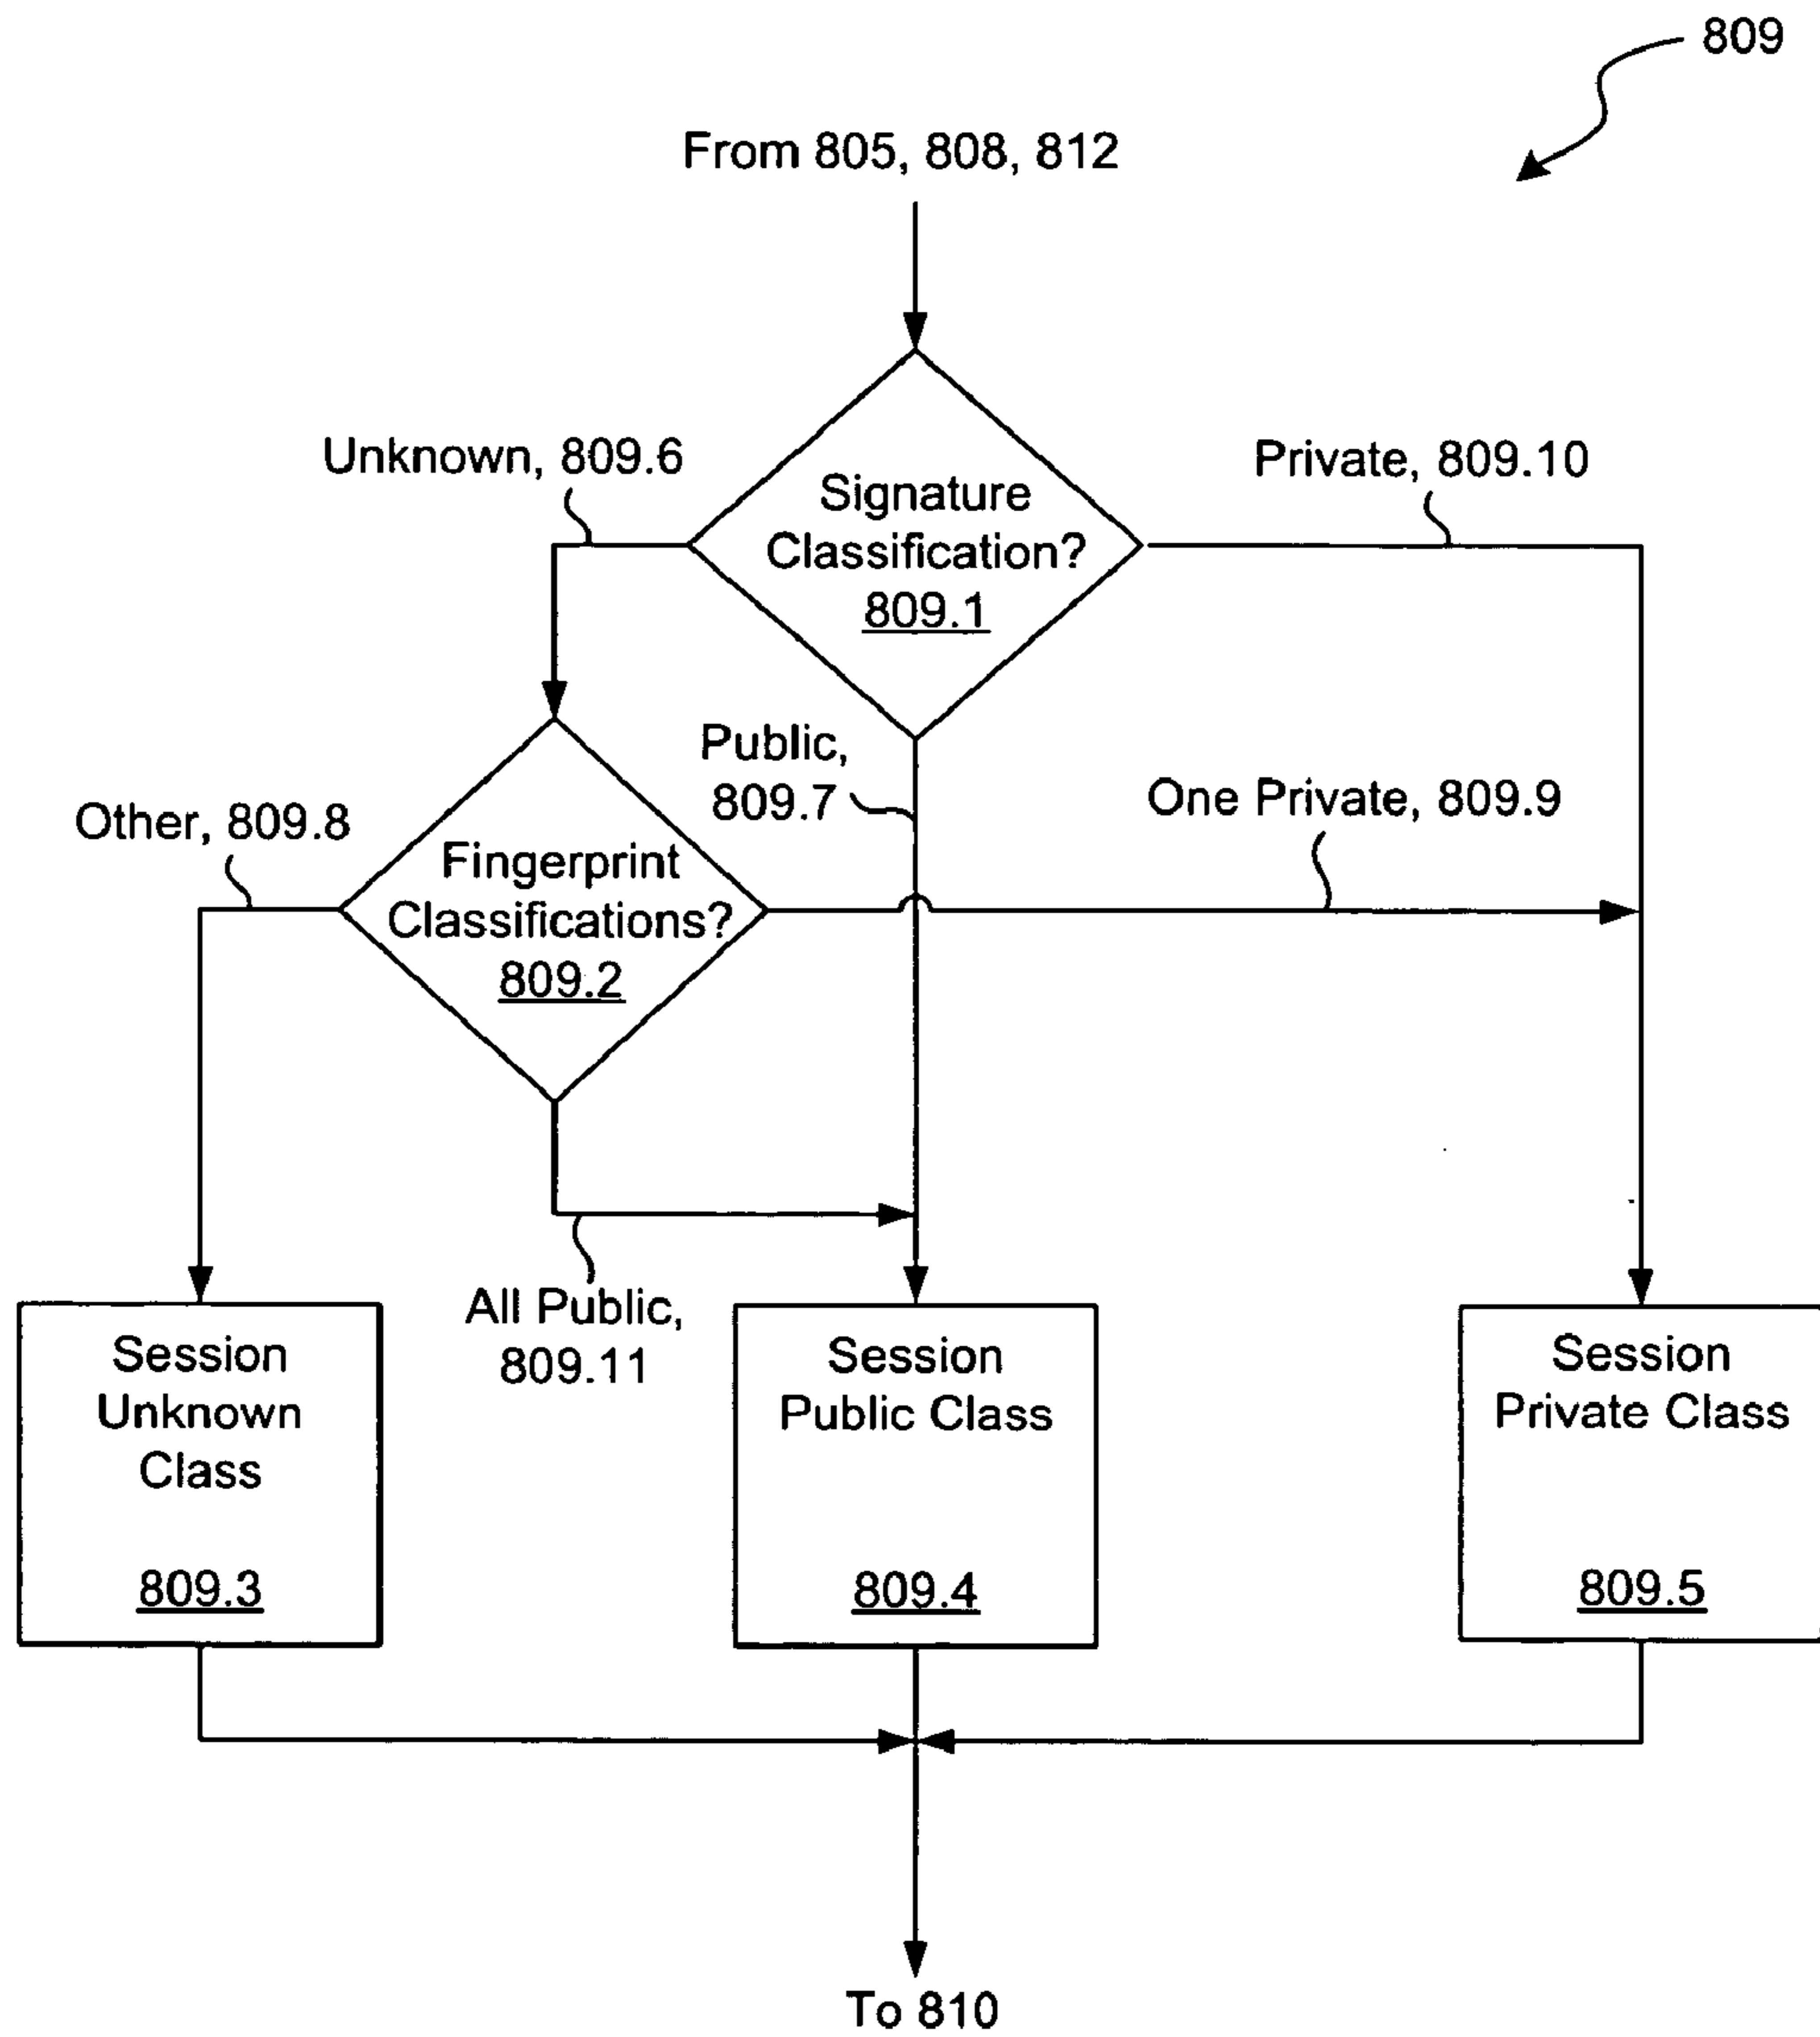 809
From 805, 808, 812
Unknown, 809.6
Private, 809.10
Signature
Classification?
809.1
Public,
809.7
One Private, 809.9
Other, 809.8
Fingerprint
Classifications?
809.2
All Public,
809.11
Session
Unknown
Class
809.3
Session
Public Class
809.4
Session
Private Class
809.5
To 810